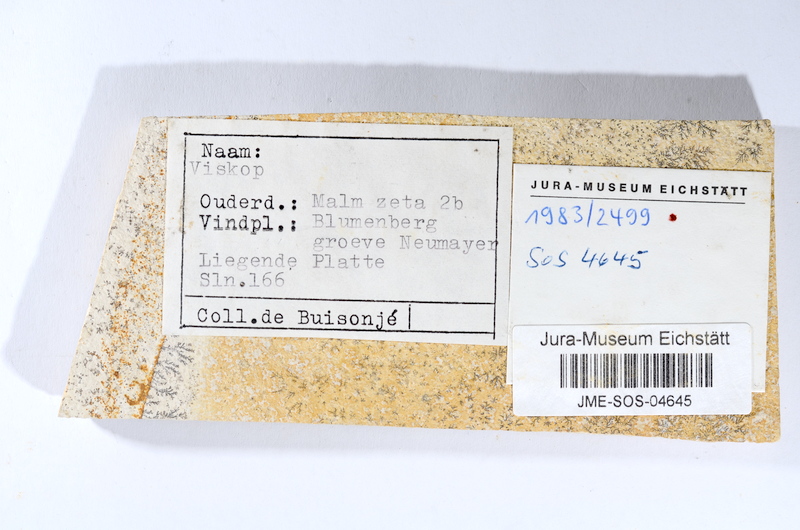 Naam:
Viskop
Ouderd.: Malm zeta 2b
Vindpl.: Blumenberg
groeve Neumayer
Liegende Platte
Sln.166
Coll.de Buisonjé
JURA-MUSEUM EICHSTÄTT
1983/2499
SOS 4645
Jura-Museum Eichstätt
JME-SOS-04645